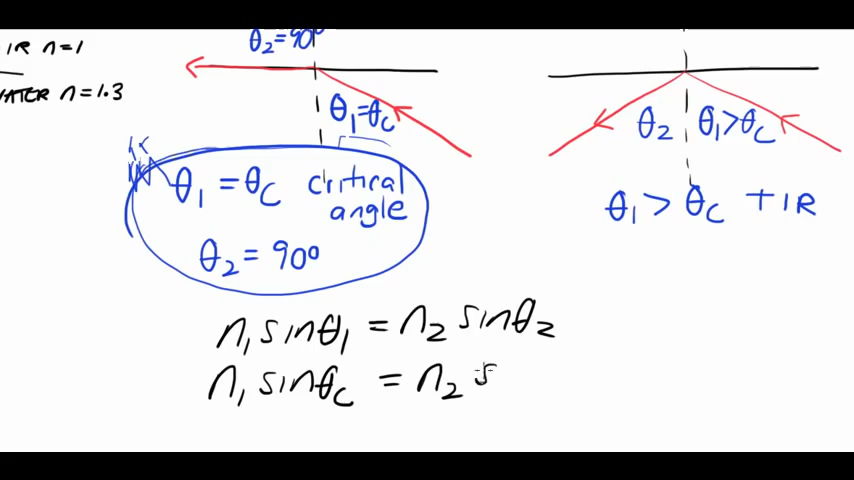 θ₂=90°
IR n=1
WATER n=1.3
θ₁=θc
θ₂ θ₁>θc
θ₁ = θc critical
angle
θ₂ = 90°
θ₁ > θc TIR
n₁ sinθ₁ = n₂ sinθ₂
n₁ sinθc = n₂ s